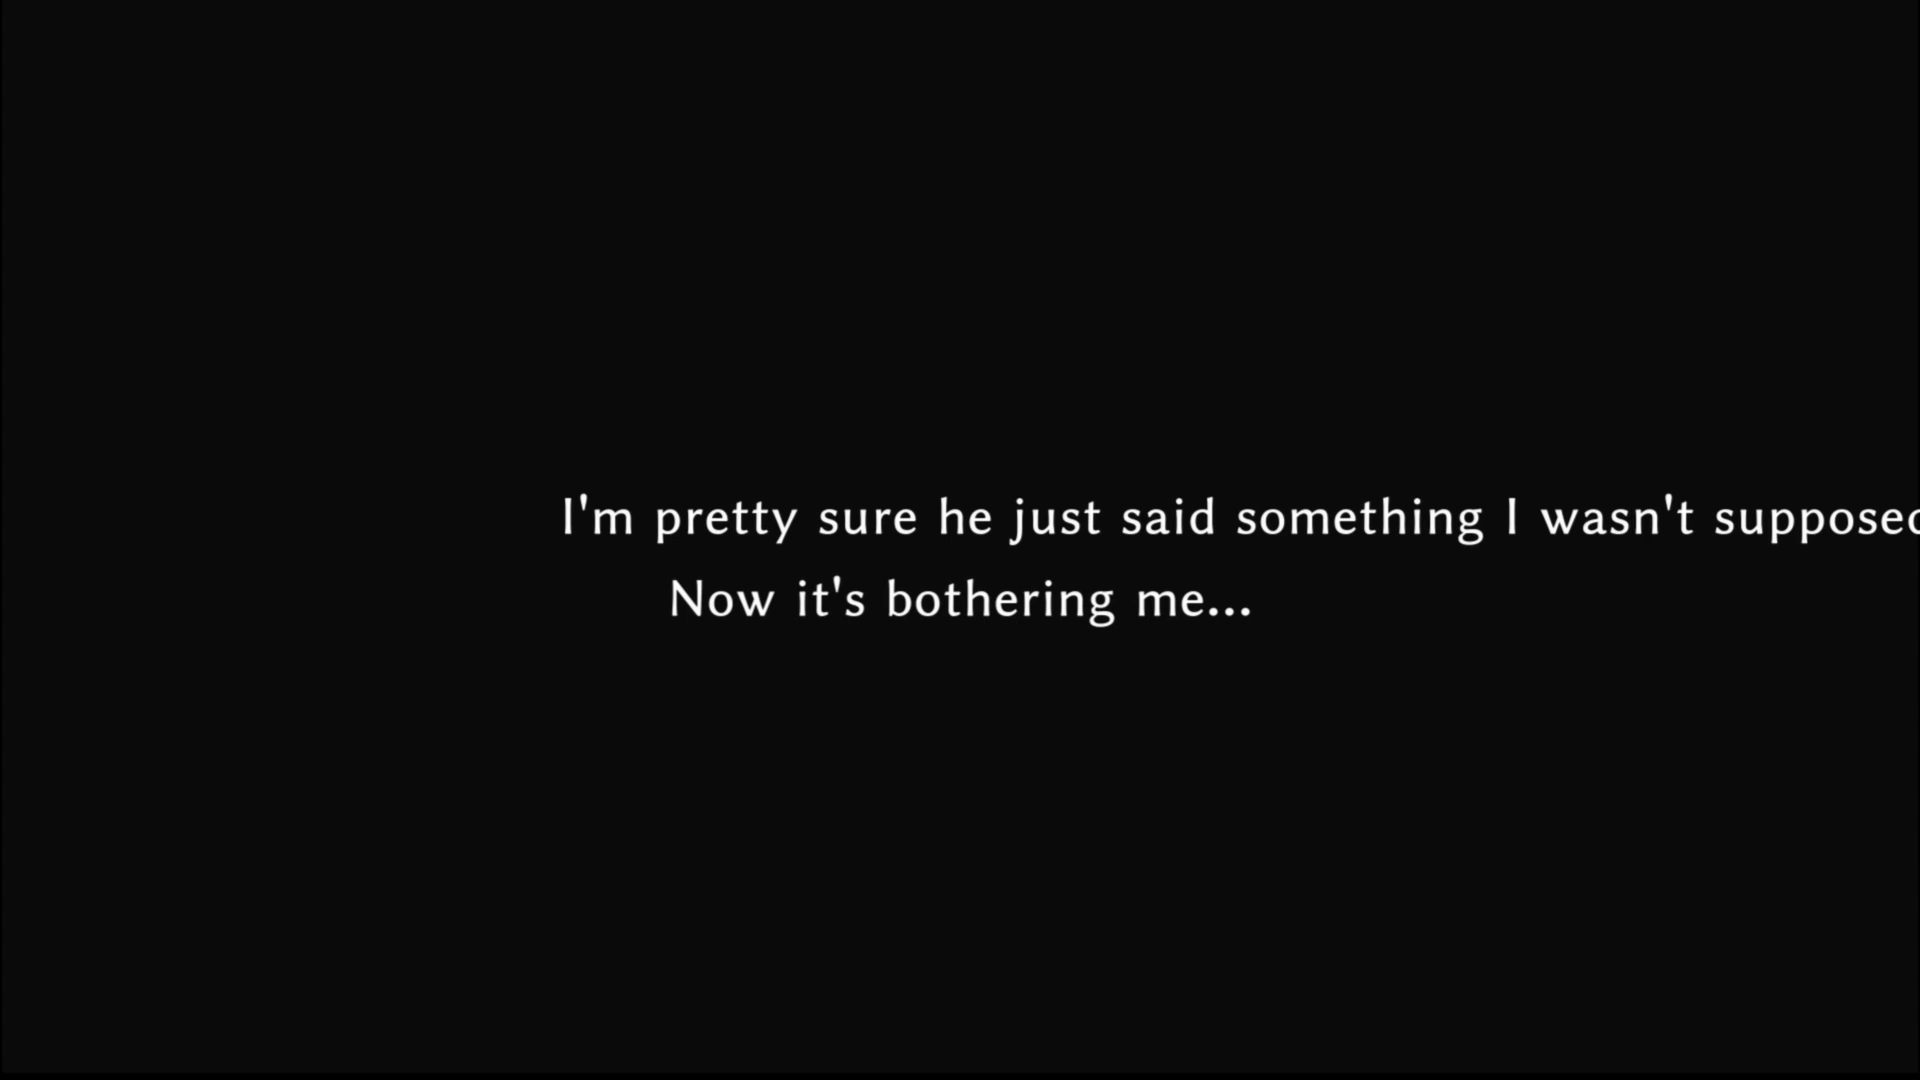 I'm pretty sure he just said something I wasn't supposed
Now it's bothering me...